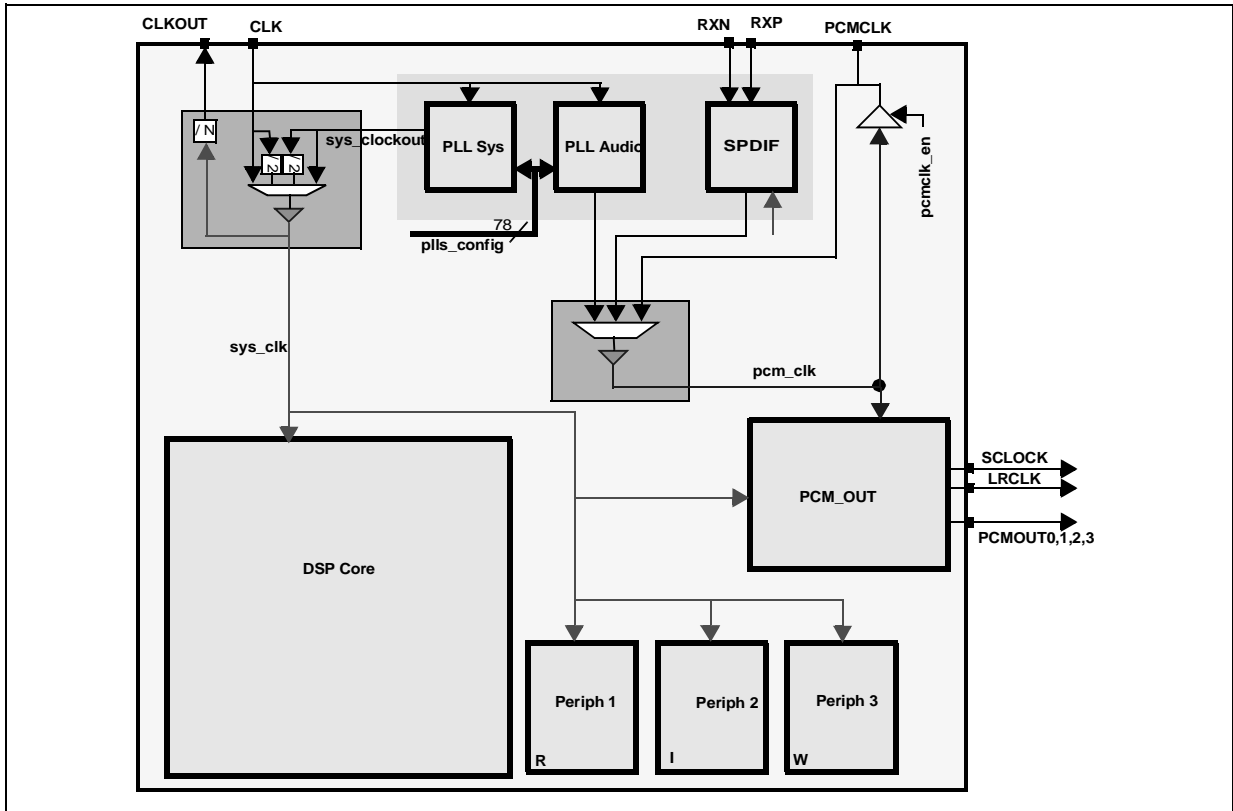 CLKOUT
CLK
RXN
RXP
PCMCLK
/ N
/ 2
/ 2
sys_clockout
PLL Sys
PLL Audio
SPDIF
pcmclk_en
78
plls_config
sys_clk
pcm_clk
SCLOCK
LRCLK
PCM_OUT
PCMOUT0,1,2,3
DSP Core
Periph 1
R
Periph 2
I
Periph 3
W